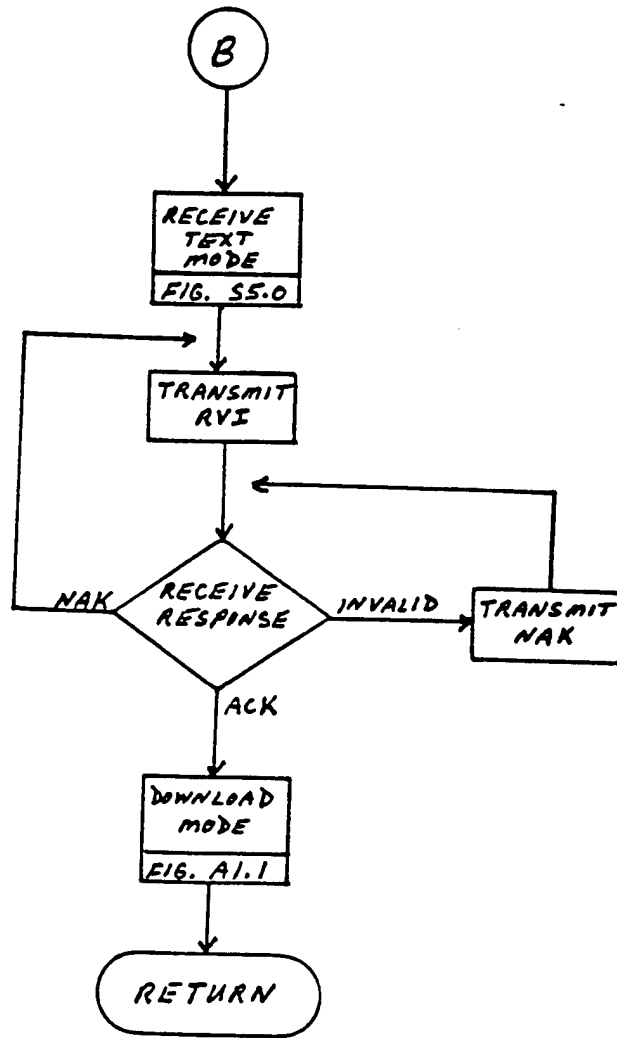 B
RECEIVE
TEXT
MODE
FIG. S5.0
TRANSMIT
RVI
NAK
RECEIVE
RESPONSE
INVALID
TRANSMIT
NAK
ACK
DOWNLOAD
MODE
FIG. A1.1
RETURN